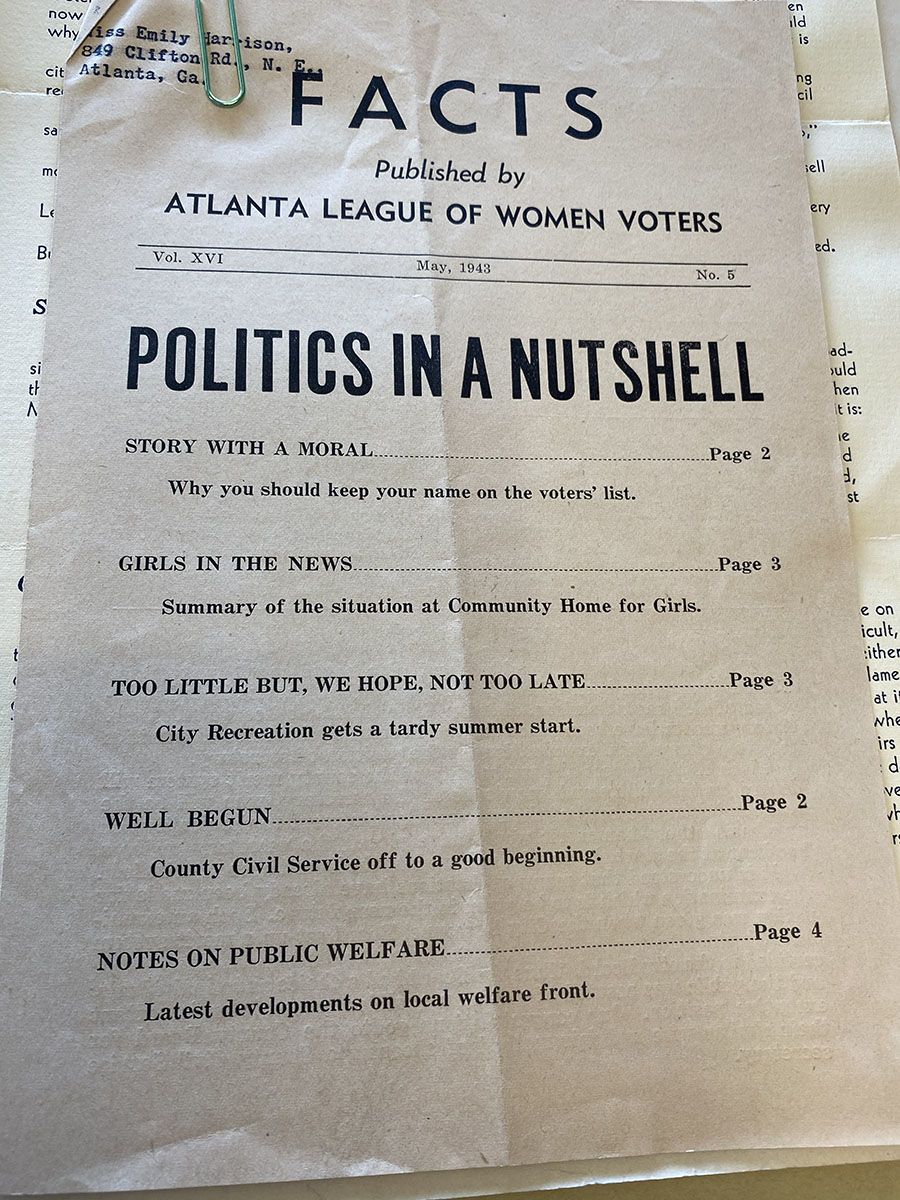 Miss Emily Harrison,
849 Clifton Rd., N. E.,
Atlanta, Ga.
FACTS
Published by
ATLANTA LEAGUE OF WOMEN VOTERS
Vol. XVI May, 1943 No. 5
POLITICS IN A NUTSHELL
STORY WITH A MORAL Page 2
Why you should keep your name on the voters' list.
GIRLS IN THE NEWS Page 3
Summary of the situation at Community Home for Girls.
TOO LITTLE BUT, WE HOPE, NOT TOO LATE Page 3
City Recreation gets a tardy summer start.
WELL BEGUN Page 2
County Civil Service off to a good beginning.
NOTES ON PUBLIC WELFARE Page 4
Latest developments on local welfare front.
now
why